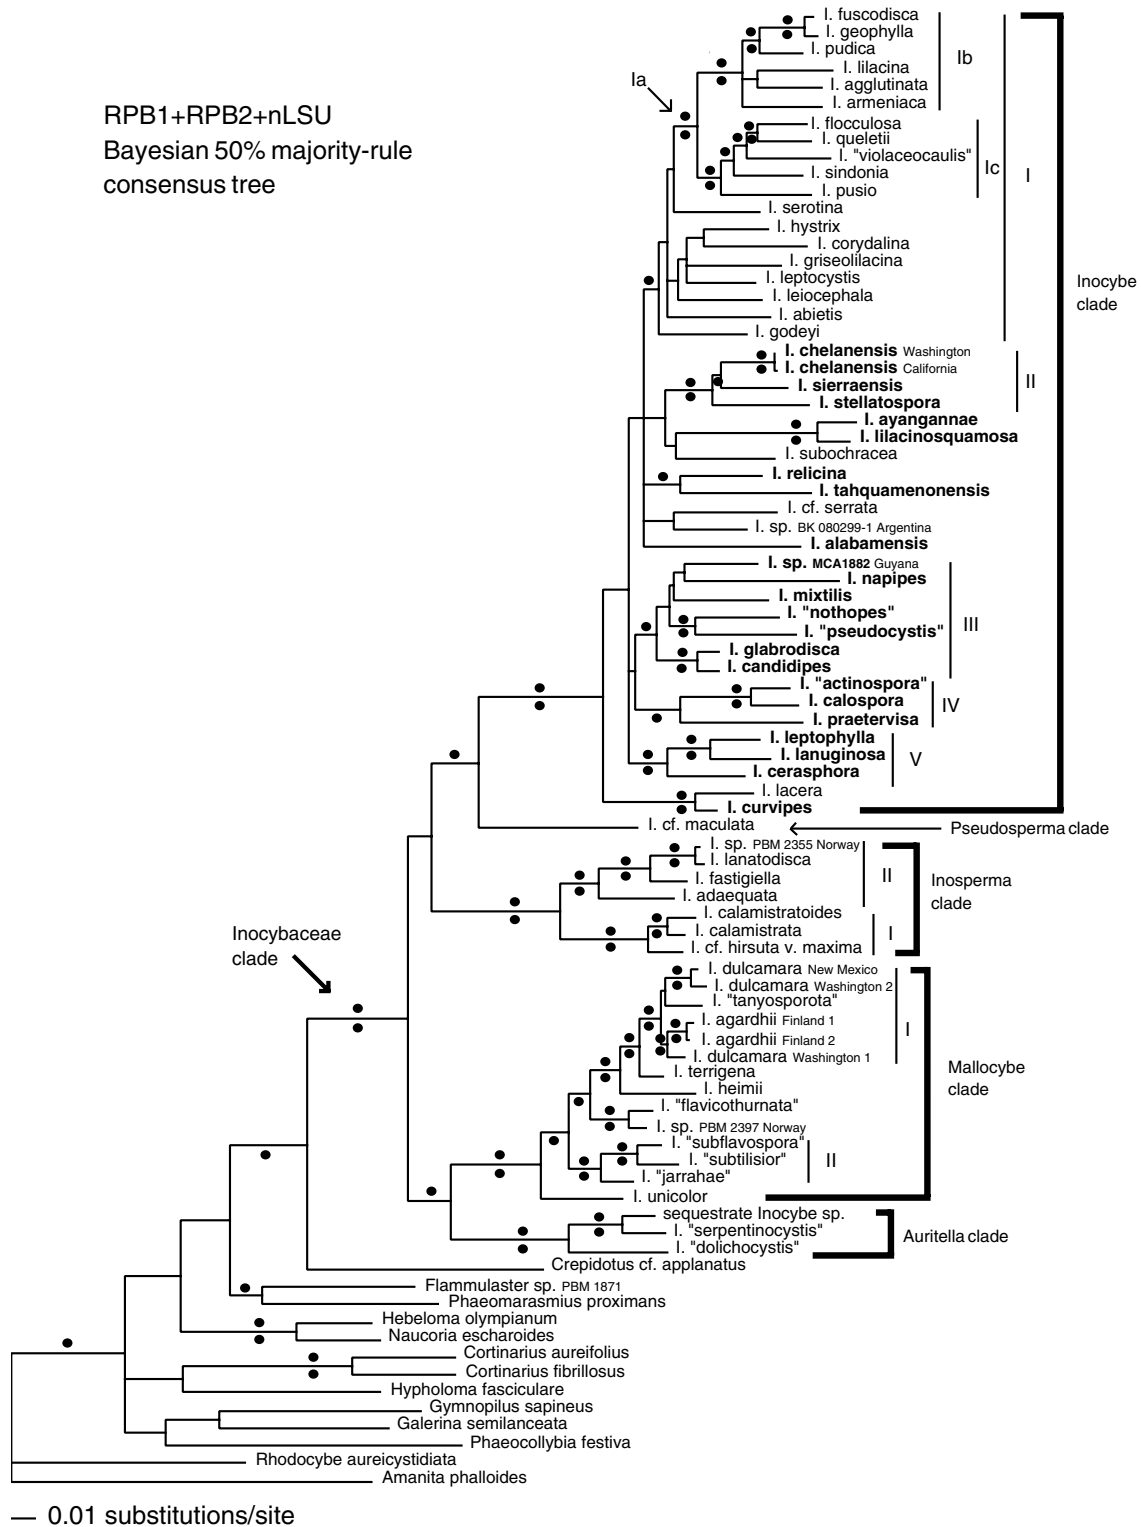 RPB1+RPB2+nLSU
Bayesian 50% majority-rule
consensus tree
I. fuscodisca
I. geophylla
I. pudica
I. lilacina
I. agglutinata
I. armeniaca
Ib
Ia
I. flocculosa
I. queletii
I. "violaceocaulis"
I. sindonia
I. pusio
Ic
I
I. serotina
I. hystrix
I. corydalina
I. griseolilacina
I. leptocystis
I. leiocephala
I. abietis
I. godeyi
Inocybe
clade
I. chelanensis Washington
I. chelanensis California
I. sierraensis
I. stellatospora
II
I. ayangannae
I. lilacinosquamosa
I. subochracea
I. relicina
I. tahquamenonensis
I. cf. serrata
I. sp. BK 080299-1 Argentina
I. alabamensis
I. sp. MCA1882 Guyana
I. napipes
I. mixtilis
I. "nothopes"
I. "pseudocystis"
I. glabrodisca
I. candidipes
III
I. "actinospora"
I. calospora
I. praetervisa
IV
I. leptophylla
I. lanuginosa
I. cerasphora
V
I. lacera
I. curvipes
I. cf. maculata
Pseudosperma clade
I. sp. PBM 2355 Norway
I. lanatodisca
I. fastigiella
I. adaequata
II
Inosperma
clade
I. calamistratoides
I. calamistrata
I. cf. hirsuta v. maxima
I
Inocybaceae
clade
I. dulcamara New Mexico
I. dulcamara Washington 2
I. "tanyosporota"
I. agardhii Finland 1
I. agardhii Finland 2
I. dulcamara Washington 1
I
I. terrigena
I. heimii
Mallocybe
clade
I. "flavicothurnata"
I. sp. PBM 2397 Norway
I. "subflavospora"
I. "subtilisior"
I. "jarrahae"
II
I. unicolor
sequestrate Inocybe sp.
I. "serpentinocystis"
I. "dolichocystis"
Auritella clade
Crepidotus cf. applanatus
Flammulaster sp. PBM 1871
Phaeomarasmius proximans
Hebeloma olympianum
Naucoria escharoides
Cortinarius aureifolius
Cortinarius fibrillosus
Hypholoma fasciculare
Gymnopilus sapineus
Galerina semilanceata
Phaeocollybia festiva
Rhodocybe aureicystidiata
Amanita phalloides
0.01 substitutions/site